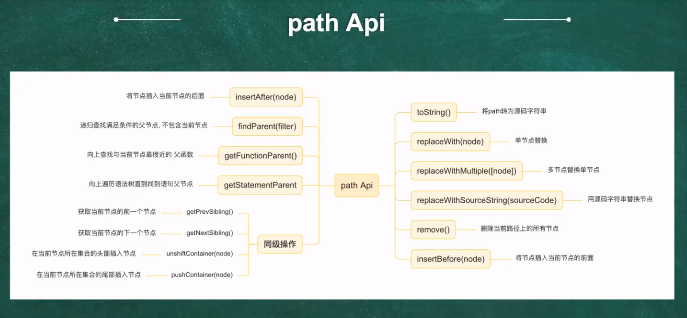 path Api
将节点插入当前节点的后面
insertAfter(node)
递归查找满足条件的父节点, 不包含当前节点
findParent(filter)
向上查找与当前节点最接近的 父函数
getFunctionParent()
向上遍历语法树直到找到语句父节点
getStatementParent
获取当前节点的前一个节点
getPrevSibling()
获取当前节点的下一个节点
getNextSibling()
在当前节点所在集合的头部插入节点
unshiftContainer(node)
在当前节点所在集合的尾部插入节点
pushContainer(node)
同级操作
path Api
toString()
将path转为源码字符串
replaceWith(node)
单节点替换
replaceWithMultiple([node])
多节点替换单节点
replaceWithSourceString(sourceCode)
用源码字符串替换节点
remove()
删除当前路径上的所有节点
insertBefore(node)
将节点插入当前节点的前面